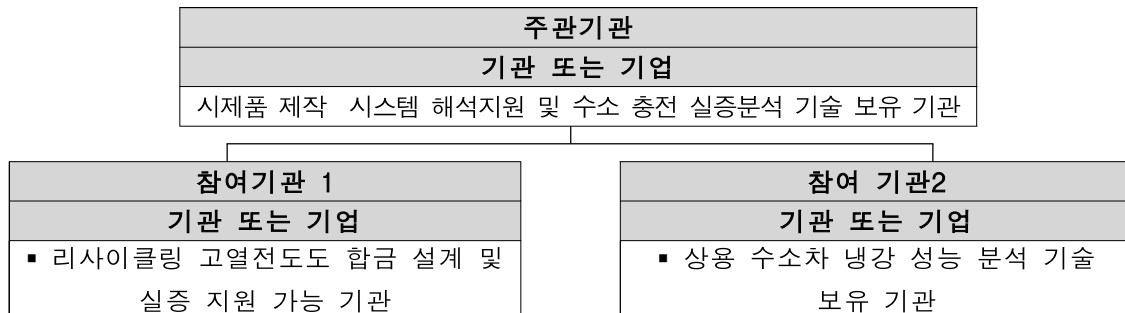 주관기관
기관 또는 기업
시제품 제작 시스템 해석지원 및 수소 충전 실증분석 기술 보유 기관
참여기관 1
기관 또는 기업
▪ 리사이클링 고열전도도 합금 설계 및
실증 지원 가능 기관
참여 기관2
기관 또는 기업
▪ 상용 수소차 냉강 성능 분석 기술
보유 기관